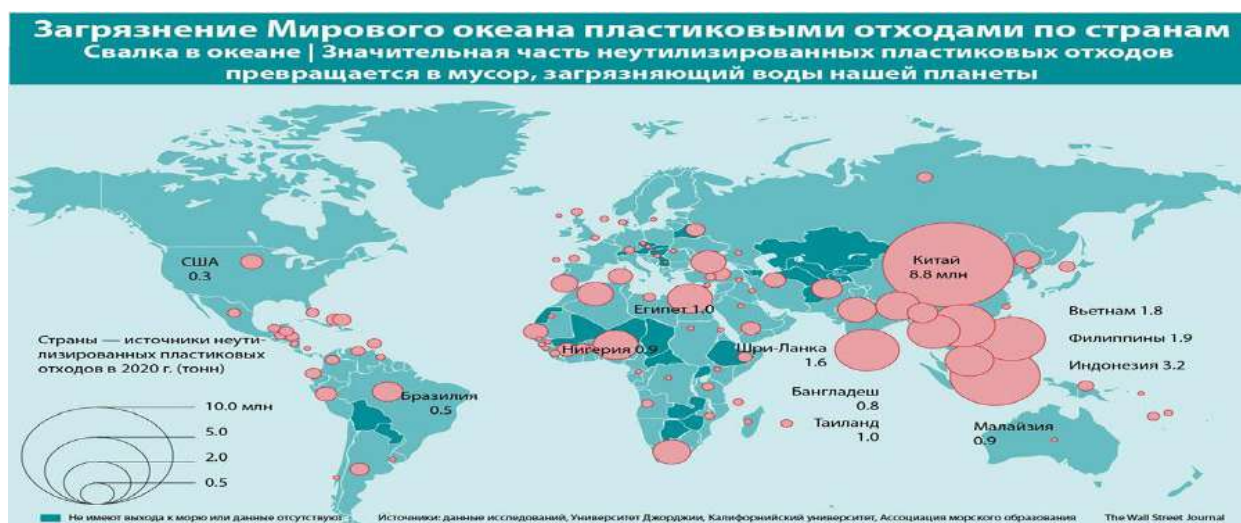 Загрязнение Мирового океана пластиковыми отходами по странам
Свалка в океане | Значительная часть неутилизированных пластиковых отходов
превращается в мусор, загрязняющий воды нашей планеты
США
0.3
Китай
8.8 млн
Египет 1.0
Вьетнам 1.8
Нигерия 0.9
Шри-Ланка
1.6
Филиппины 1.9
Индонезия 3.2
Страны — источники неути-
лизированных пластиковых
отходов в 2020 г. (тонн)
Бразилия
0.5
Бангладеш
0.8
Таиланд
1.0
Малайзия
0.9
10.0 млн
5.0
2.0
0.5
Не имеют выхода к морю или данные отсутствуют
Источники: данные исследований, Университет Джорджии, Калифорнийский университет, Ассоциация морского образования
The Wall Street Journal